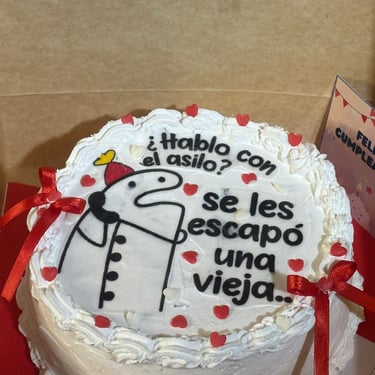 ¿Hablo con
el asilo?
se les
escapó
una
vieja..